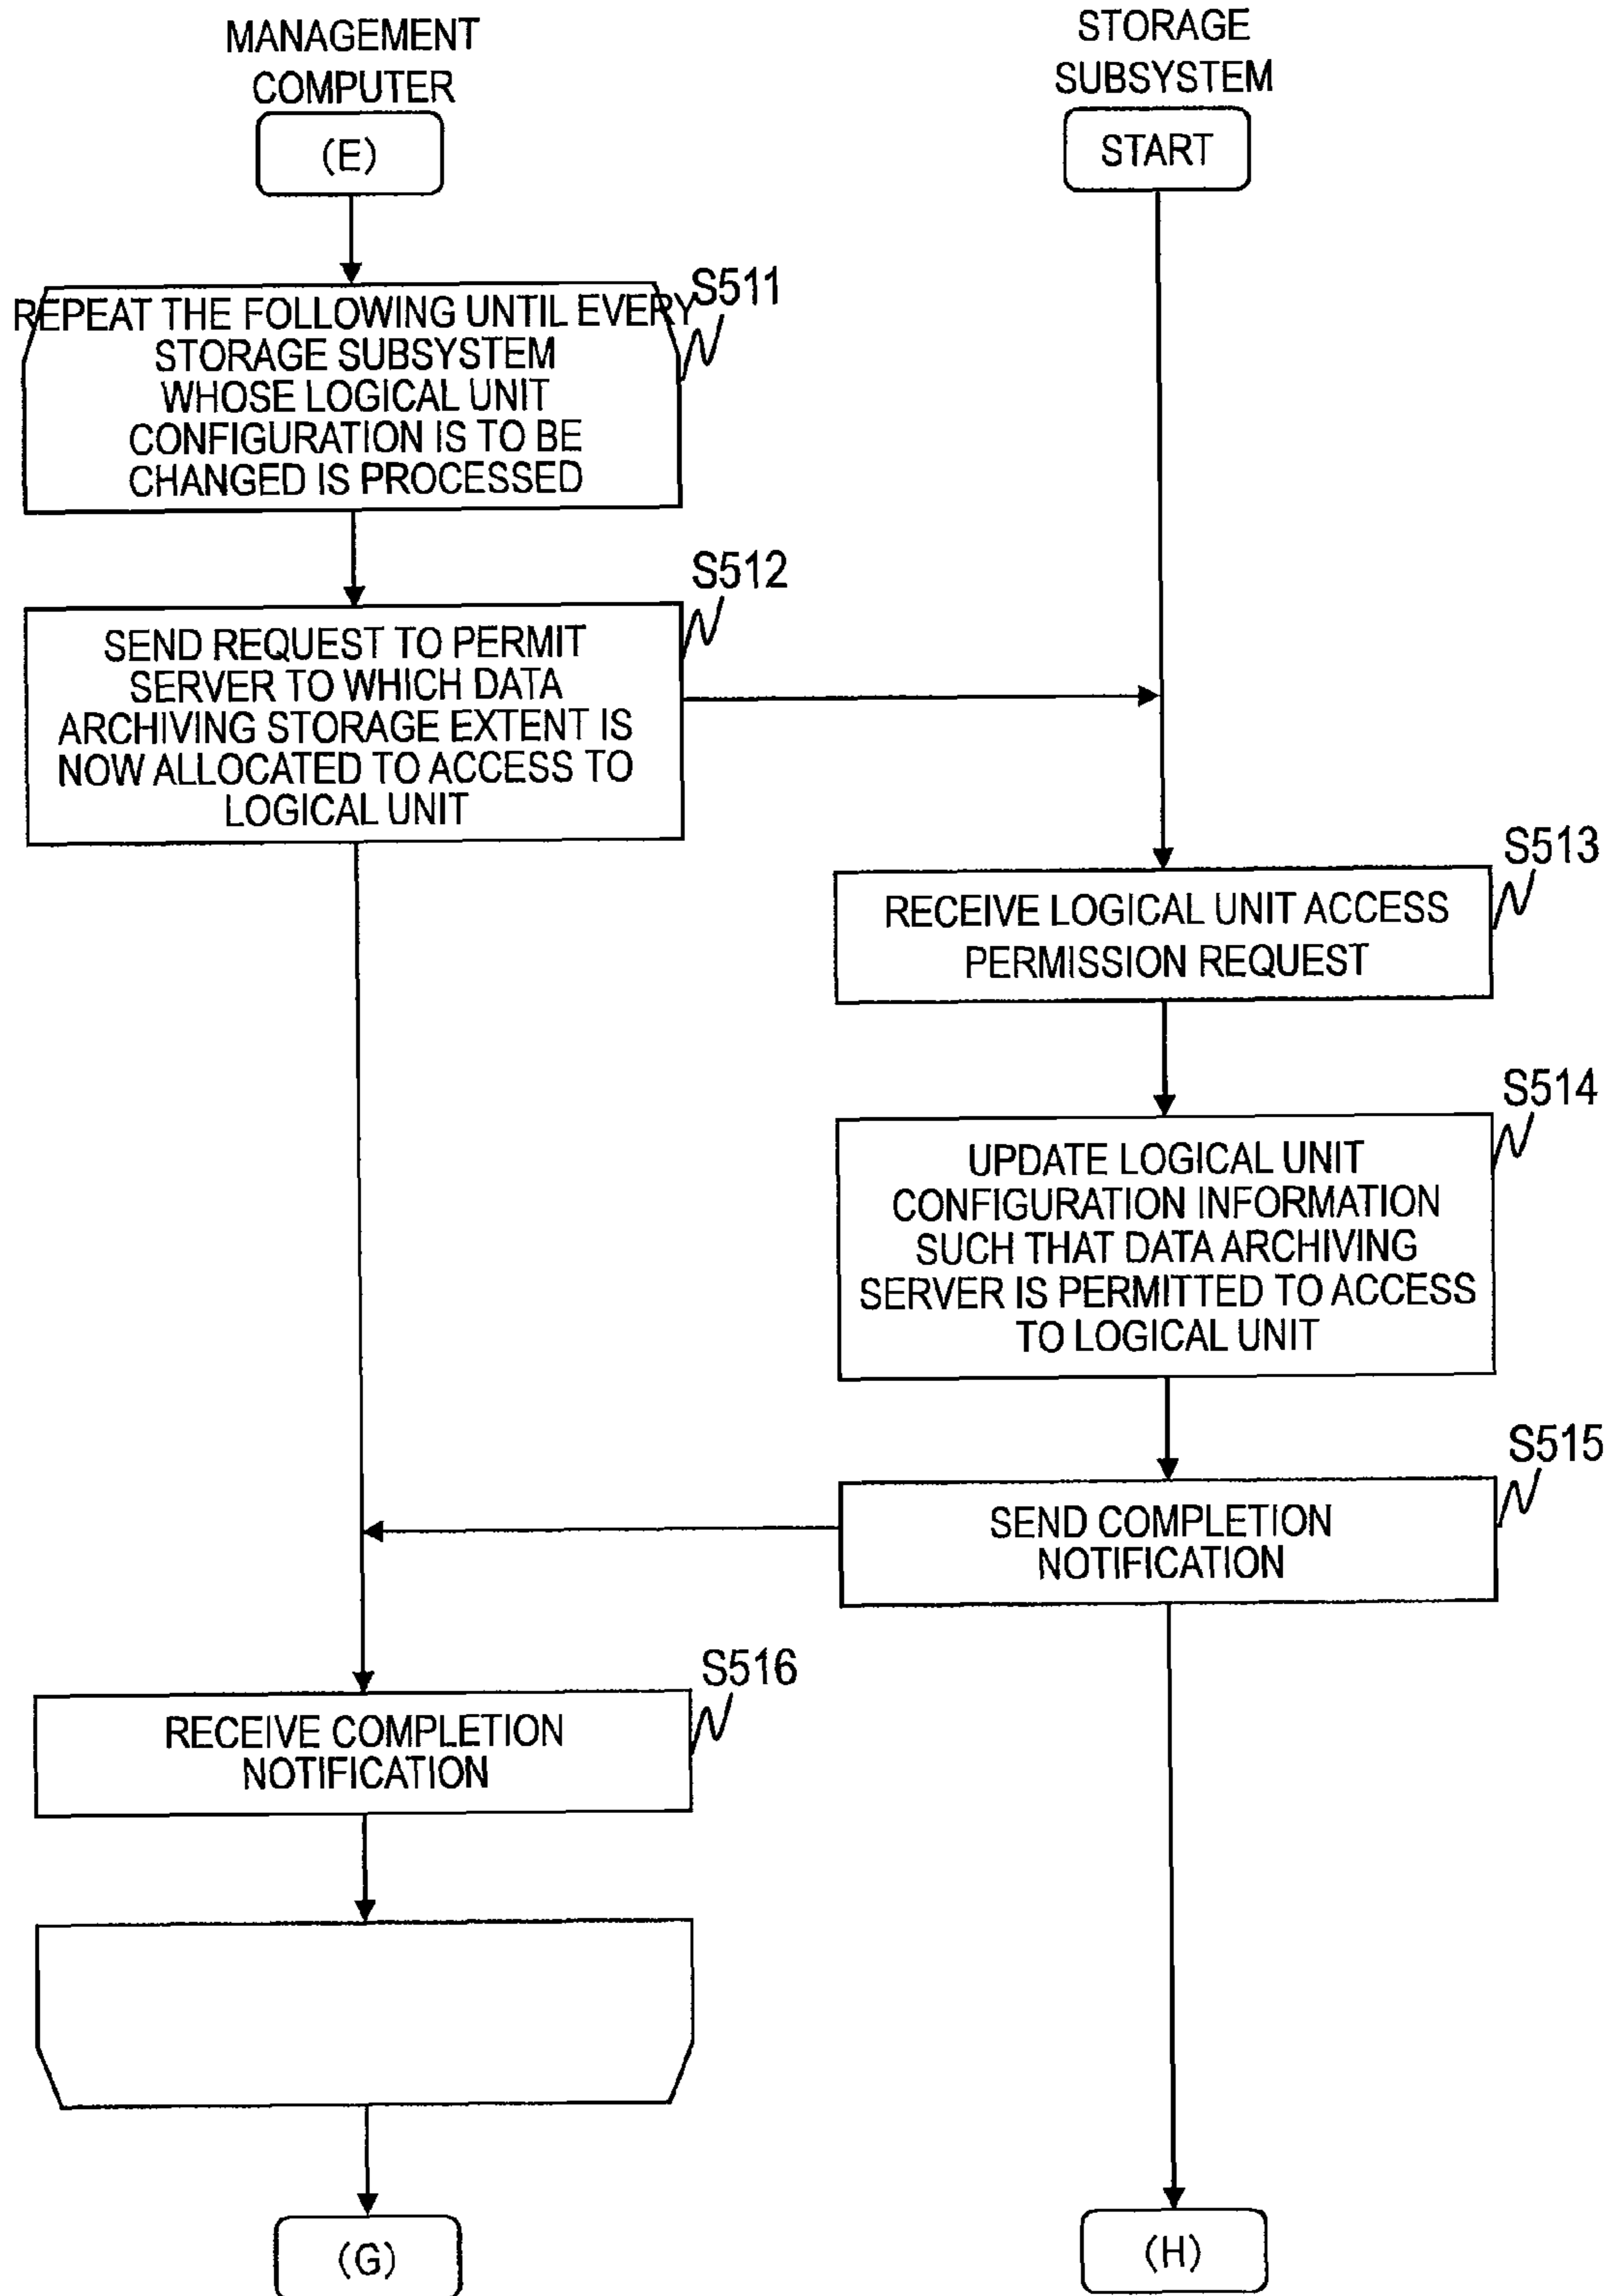 MANAGEMENT
COMPUTER
(E)
STORAGE
SUBSYSTEM
START
S511
REPEAT THE FOLLOWING UNTIL EVERY
STORAGE SUBSYSTEM
WHOSE LOGICAL UNIT
CONFIGURATION IS TO BE
CHANGED IS PROCESSED
S512
SEND REQUEST TO PERMIT
SERVER TO WHICH DATA
ARCHIVING STORAGE EXTENT IS
NOW ALLOCATED TO ACCESS TO
LOGICAL UNIT
S513
RECEIVE LOGICAL UNIT ACCESS
PERMISSION REQUEST
S514
UPDATE LOGICAL UNIT
CONFIGURATION INFORMATION
SUCH THAT DATA ARCHIVING
SERVER IS PERMITTED TO ACCESS
TO LOGICAL UNIT
S515
SEND COMPLETION
NOTIFICATION
S516
RECEIVE COMPLETION
NOTIFICATION
(G)
(H)